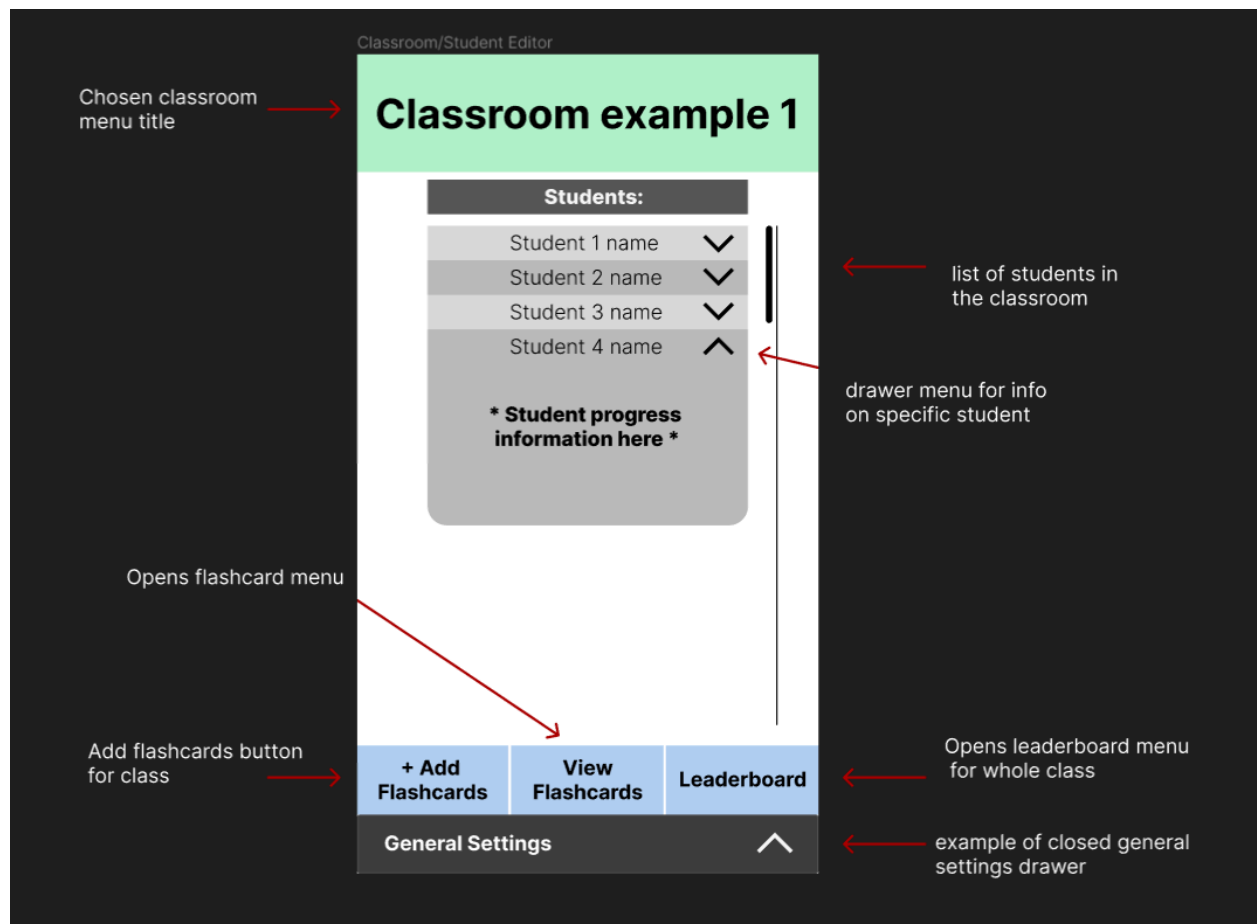 Classroom/Student Editor
Chosen classroom
menu title
Classroom example 1
Students:
Student 1 name
Student 2 name
Student 3 name
Student 4 name
* Student progress
information here *
list of students in
the classroom
drawer menu for info
on specific student
Opens flashcard menu
Add flashcards button
for class
+ Add
Flashcards
View
Flashcards
Leaderboard
Opens leaderboard menu
for whole class
General Settings
example of closed general
settings drawer